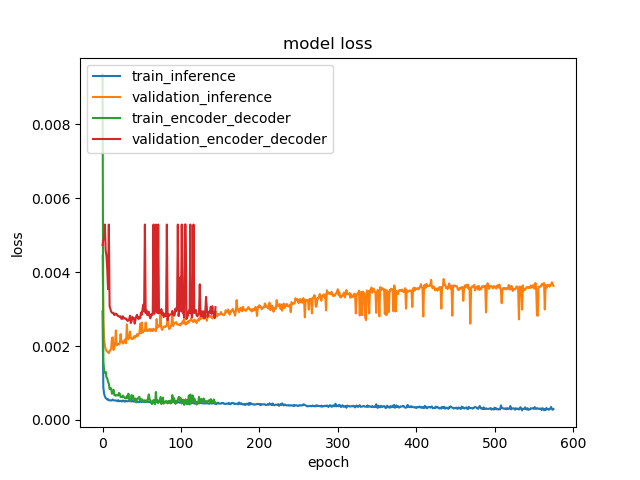 model loss
train_inference
validation_inference
train_encoder_decoder
validation_encoder_decoder
0.008
0.006
0.004
0.002
0.000
loss
0 100 200 300 400 500 600
epoch